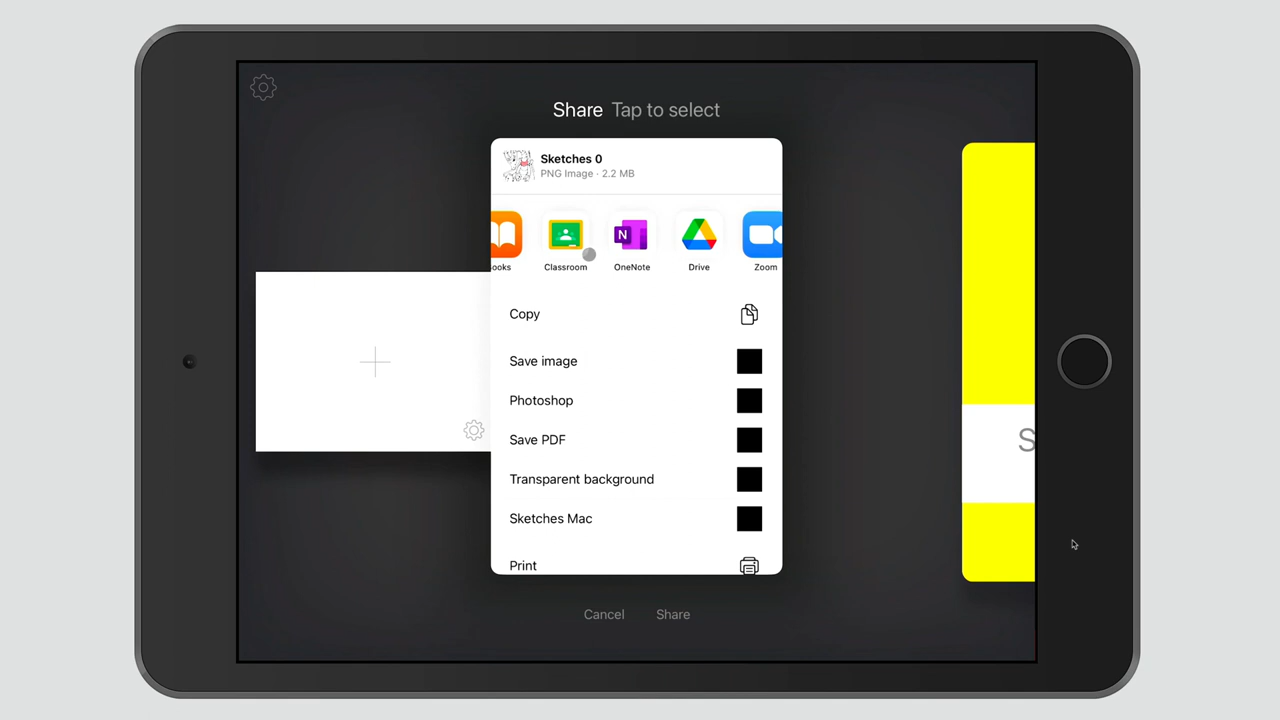 Share Tap to select
Sketches 0
PNG Image · 2.2 MB
N
ooks Classroom OneNote Drive Zoom
Copy
Save image
Photoshop
Save PDF
Transparent background
Sketches Mac
Print
S
Cancel Share